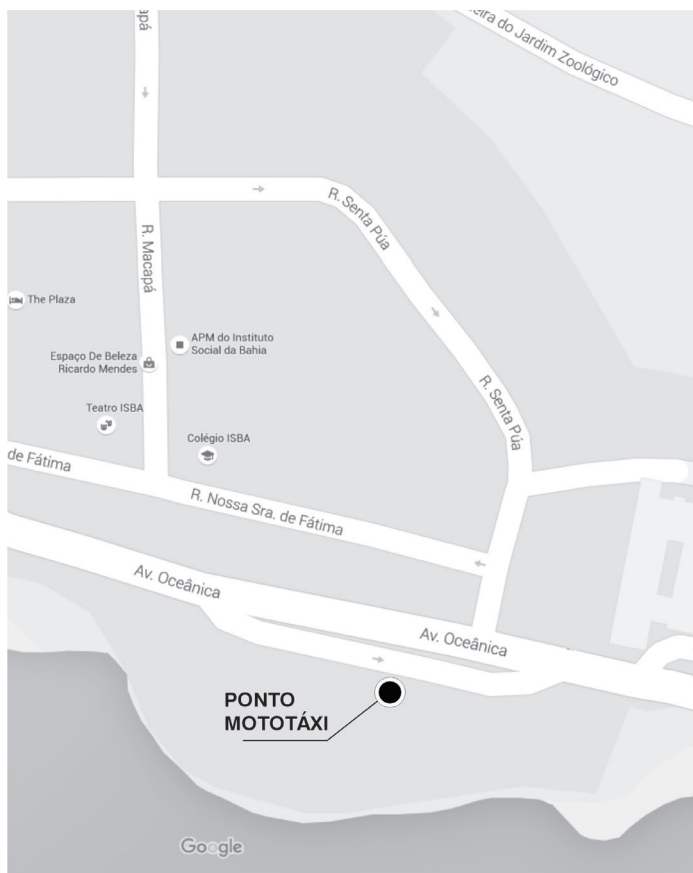 apá
eira do Jardim Zoológico
R. Senta Púa
R. Macapá
The Plaza
APM do Instituto
Social da Bahia
Espaço De Beleza
Ricardo Mendes
Teatro ISBA
R. Senta Púa
Colégio ISBA
de Fátima
R. Nossa Sra. de Fátima
Av. Oceânica
Av. Oceânica
PONTO
MOTOTÁXI
Google